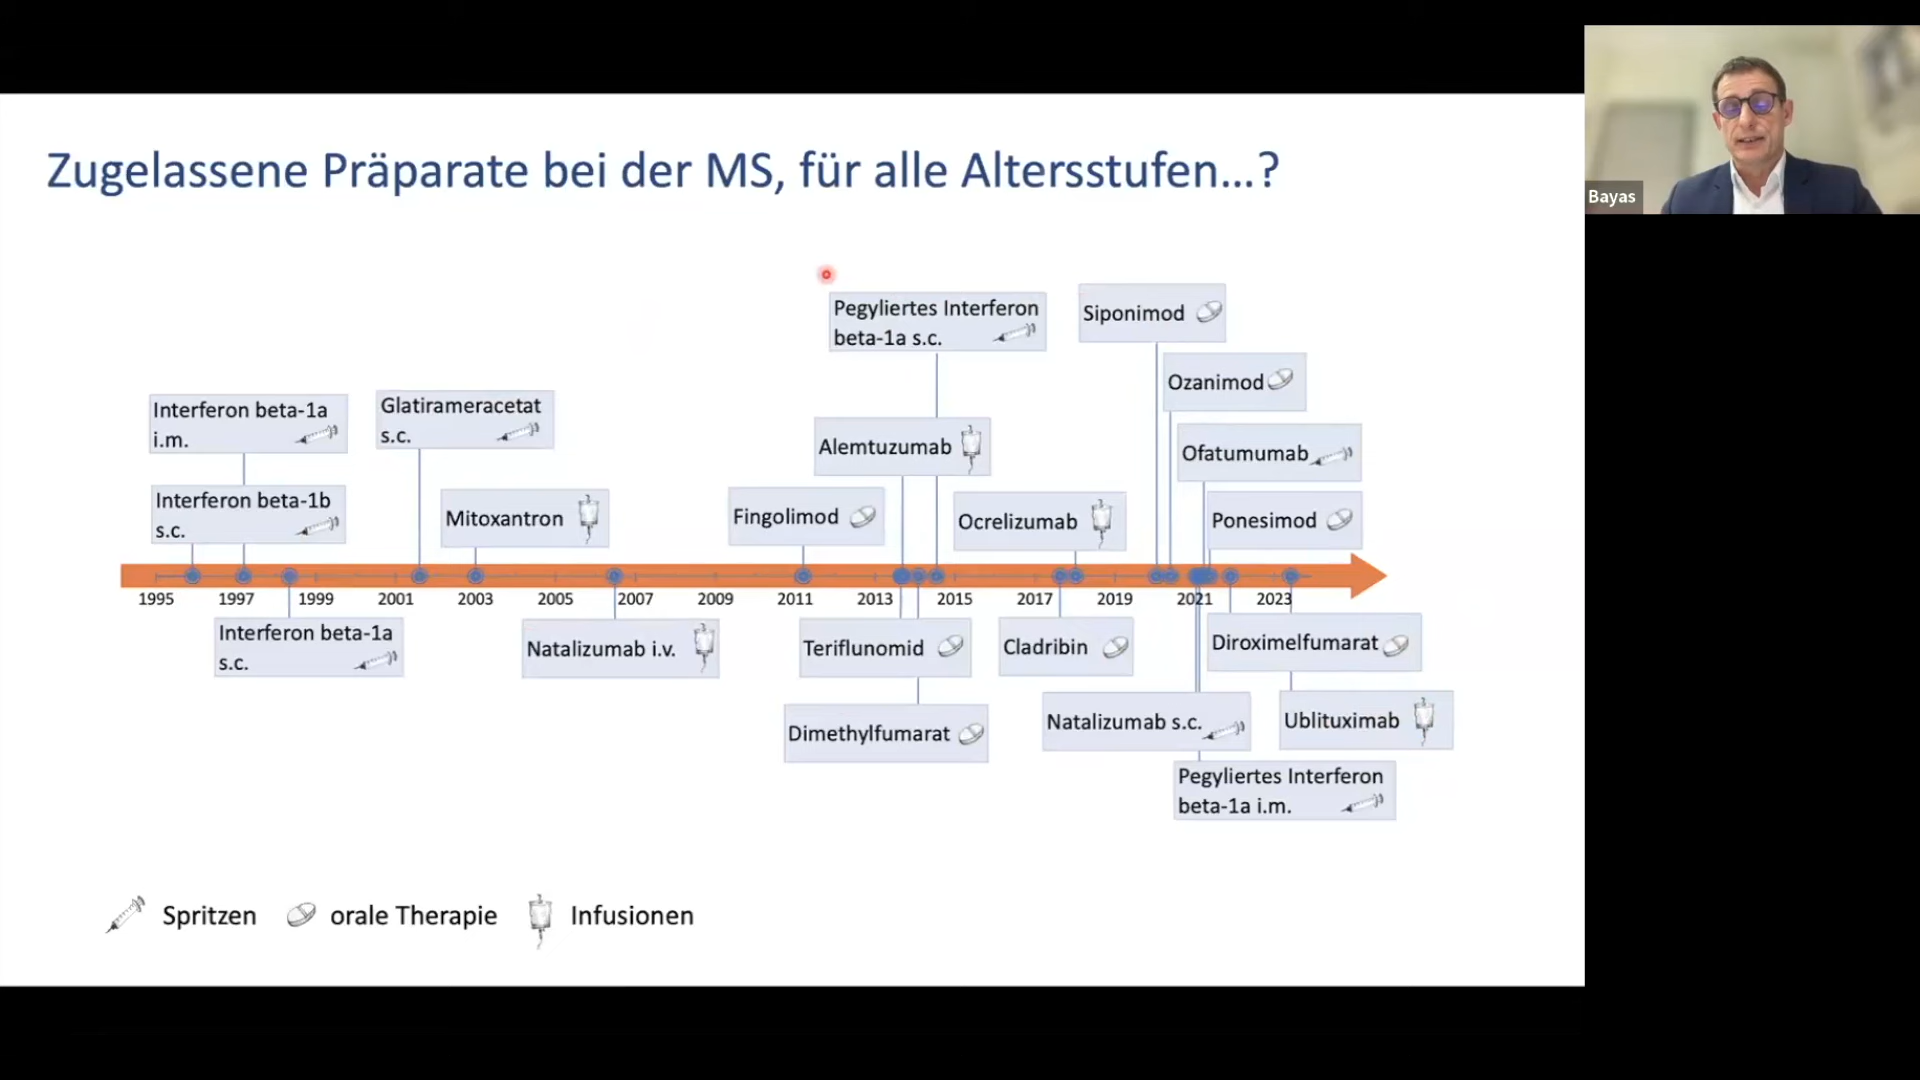 Zugelassene Präparate bei der MS, für alle Altersstufen...?
Bayas
Pegyliertes Interferon
beta-1a s.c.
Siponimod
Ozanimod
Interferon beta-1a
i.m.
Glatirameracetat
s.c.
Alemtuzumab
Ofatumumab
Interferon beta-1b
s.c.
Mitoxantron
Fingolimod
Ocrelizumab
Ponesimod
1995 1997 1999 2001 2003 2005 2007 2009 2011 2013 2015 2017 2019 2021 2023
Interferon beta-1a
s.c.
Natalizumab i.v.
Teriflunomid
Cladribin
Diroximelfumarat
Dimethylfumarat
Natalizumab s.c.
Ublituximab
Pegyliertes Interferon
beta-1a i.m.
Spritzen orale Therapie Infusionen